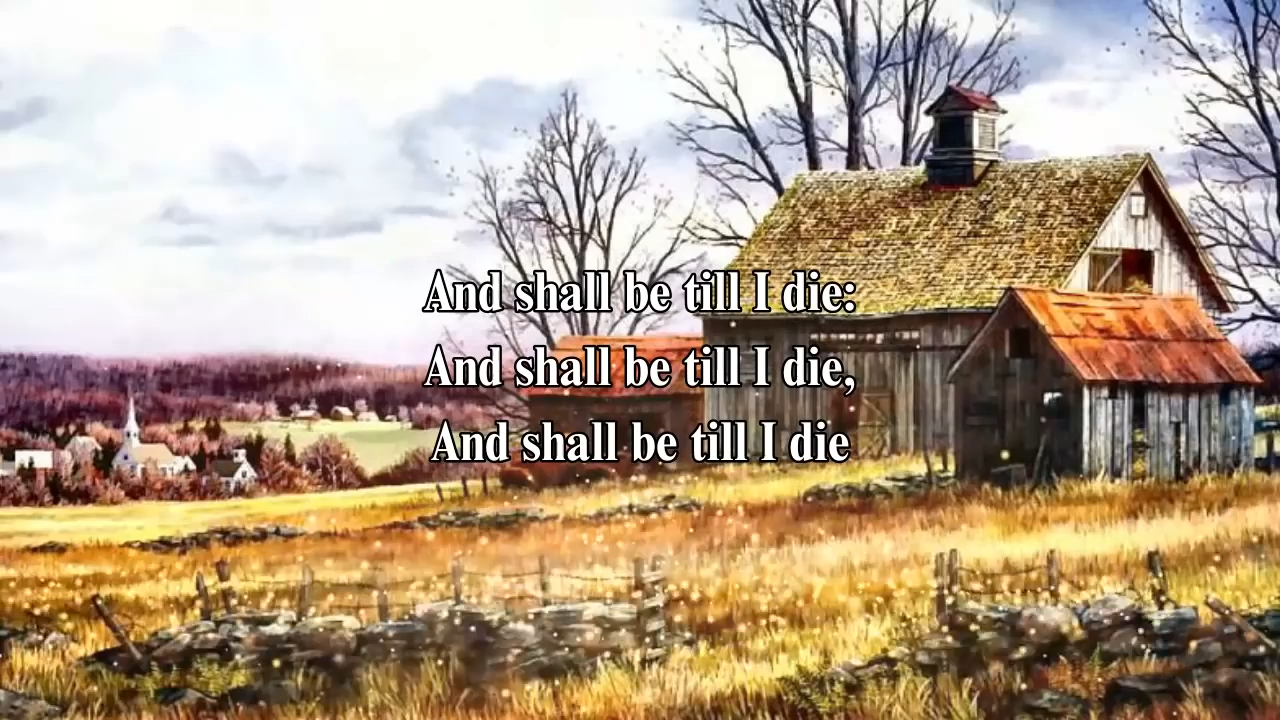 And shall be till I die:
And shall be till I die,
And shall be till I die